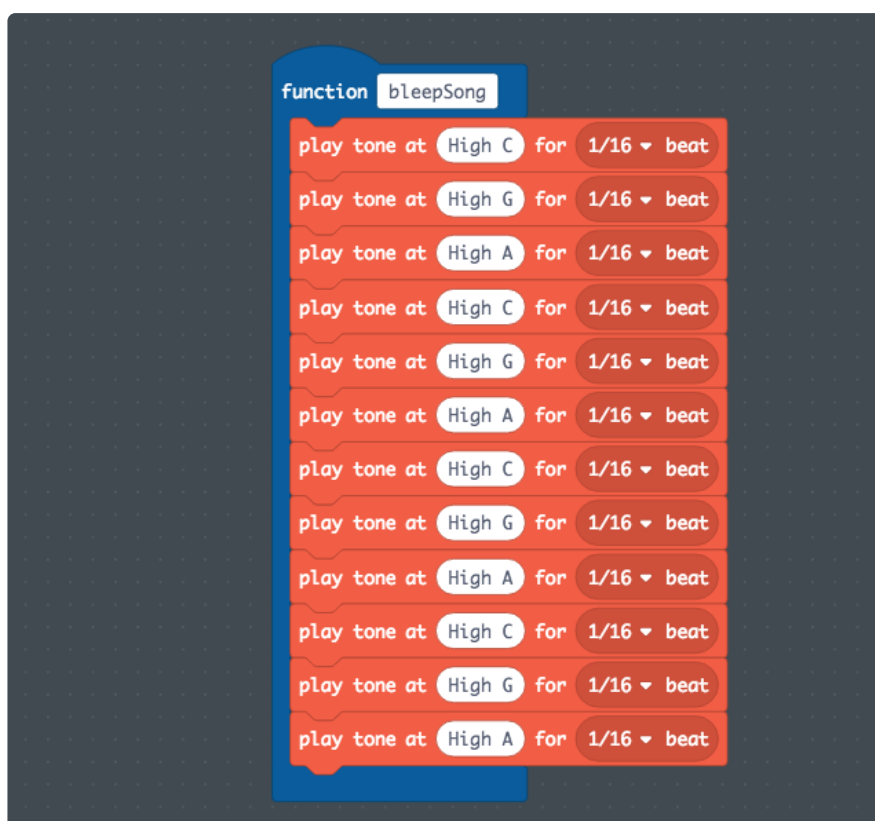 function bleepSong
play tone at High C for 1/16 beat
play tone at High G for 1/16 beat
play tone at High A for 1/16 beat
play tone at High C for 1/16 beat
play tone at High G for 1/16 beat
play tone at High A for 1/16 beat
play tone at High C for 1/16 beat
play tone at High G for 1/16 beat
play tone at High A for 1/16 beat
play tone at High C for 1/16 beat
play tone at High G for 1/16 beat
play tone at High A for 1/16 beat